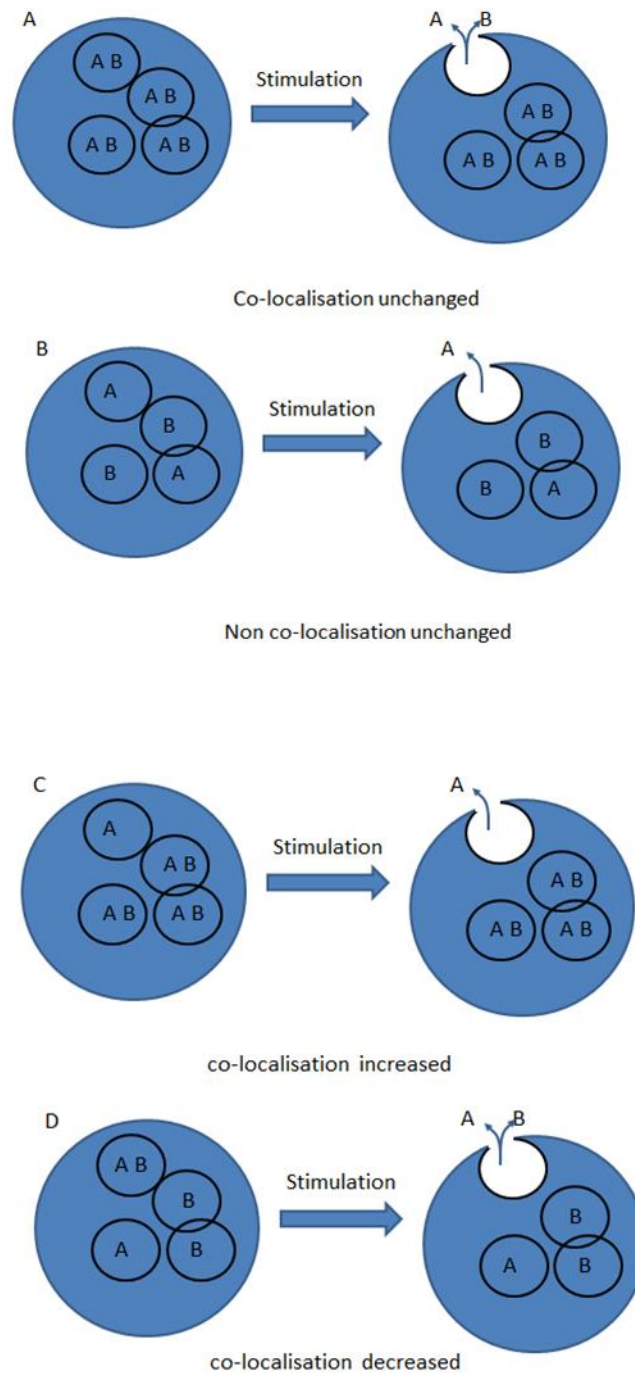 A
A B
A B
A B
A B
Stimulation
A B
A B
A B
A B
Co-localisation unchanged
B
A
B
B
A
Stimulation
A
B
B
A
Non co-localisation unchanged
C
A
A B
A B
A B
Stimulation
A
A B
A B
A B
co-localisation increased
D
A B
B
A
B
Stimulation
A B
B
A
B
co-localisation decreased